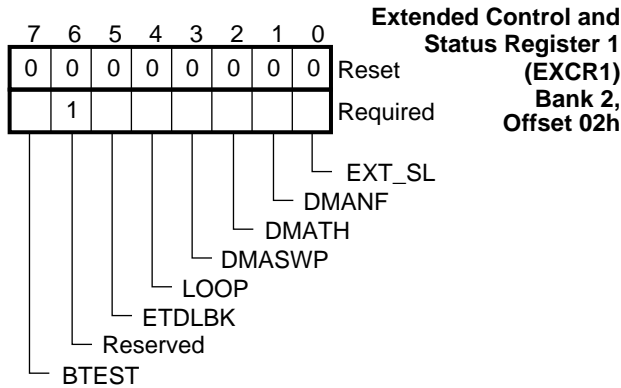 Extended Control and
Status Register 1
(EXCR1)
Bank 2,
Offset 02h
7 6 5 4 3 2 1 0
0 0 0 0 0 0 0 0 Reset
1 Required
EXT_SL
DMANF
DMATH
DMASWP
LOOP
ETDLBK
Reserved
BTEST